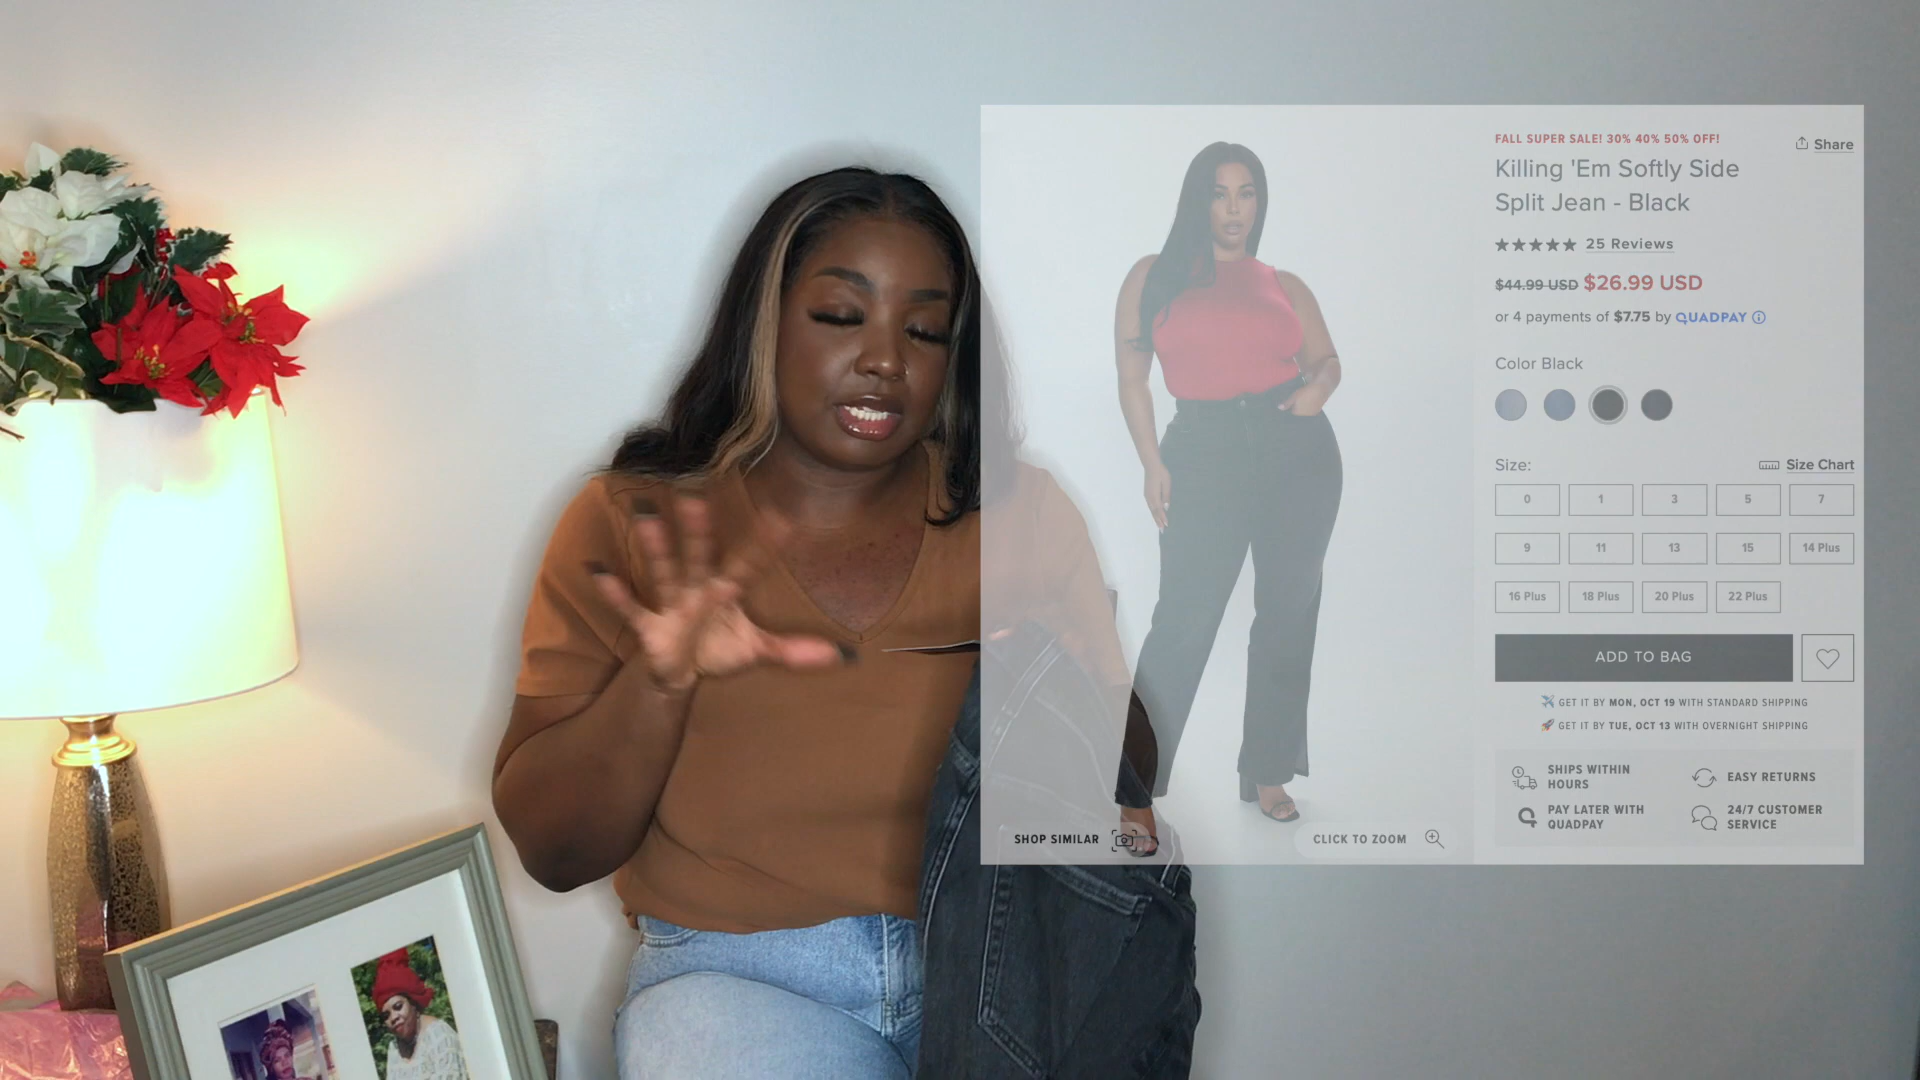 FALL SUPER SALE! 30% 40% 50% OFF!
Share
Killing 'Em Softly Side
Split Jean - Black
25 Reviews
$44.99 USD $26.99 USD
or 4 payments of $7.75 by QUADPAY
Color Black
Size:
Size Chart
0 1 3 5 7
9 11 13 15 14 Plus
16 Plus 18 Plus 20 Plus 22 Plus
ADD TO BAG
GET IT BY MON, OCT 19 WITH STANDARD SHIPPING
GET IT BY TUE, OCT 13 WITH OVERNIGHT SHIPPING
SHIPS WITHIN
HOURS
EASY RETURNS
PAY LATER WITH
QUADPAY
24/7 CUSTOMER
SERVICE
SHOP SIMILAR
CLICK TO ZOOM